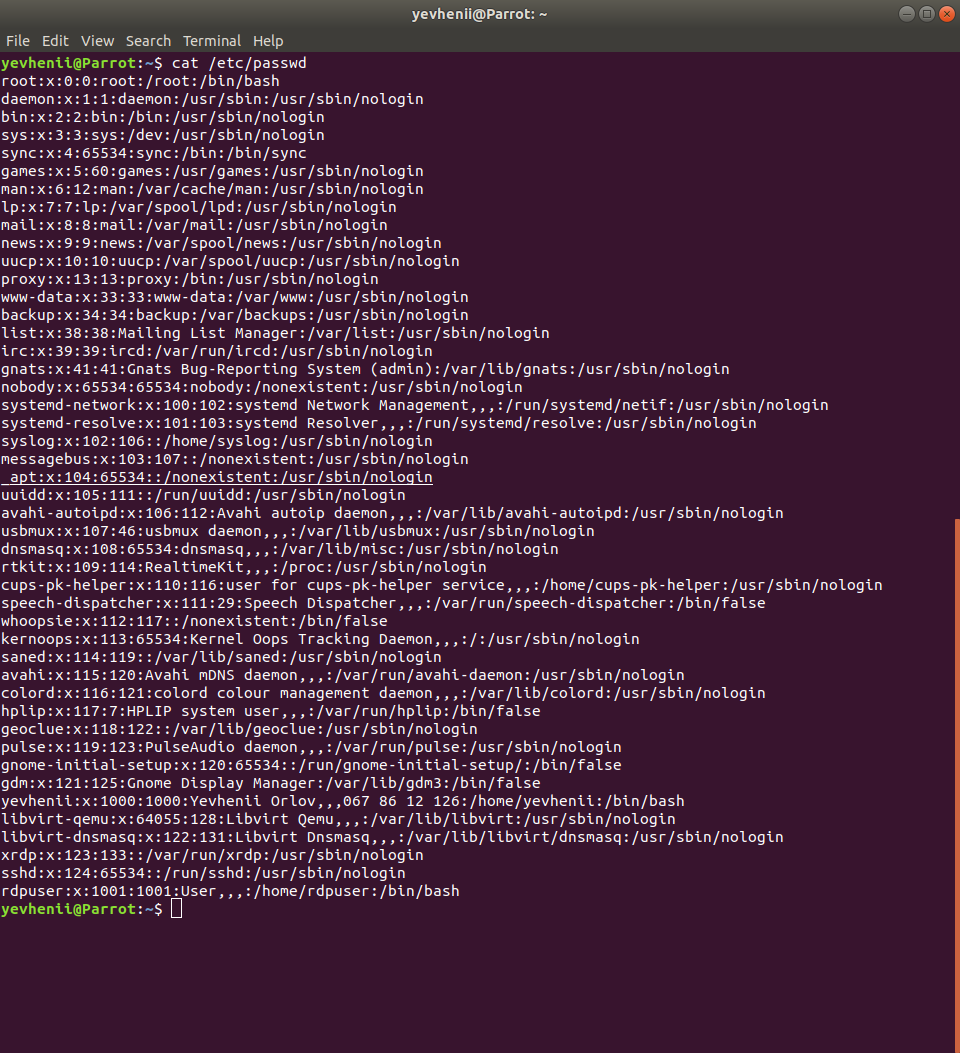 yevhenii@Parrot: ~
File Edit View Search Terminal Help
yevhenii@Parrot:~$ cat /etc/passwd
root:x:0:0:root:/root:/bin/bash
daemon:x:1:1:daemon:/usr/sbin:/usr/sbin/nologin
bin:x:2:2:bin:/bin:/usr/sbin/nologin
sys:x:3:3:sys:/dev:/usr/sbin/nologin
sync:x:4:65534:sync:/bin:/bin/sync
games:x:5:60:games:/usr/games:/usr/sbin/nologin
man:x:6:12:man:/var/cache/man:/usr/sbin/nologin
lp:x:7:7:lp:/var/spool/lpd:/usr/sbin/nologin
mail:x:8:8:mail:/var/mail:/usr/sbin/nologin
news:x:9:9:news:/var/spool/news:/usr/sbin/nologin
uucp:x:10:10:uucp:/var/spool/uucp:/usr/sbin/nologin
proxy:x:13:13:proxy:/bin:/usr/sbin/nologin
www-data:x:33:33:www-data:/var/www:/usr/sbin/nologin
backup:x:34:34:backup:/var/backups:/usr/sbin/nologin
list:x:38:38:Mailing List Manager:/var/list:/usr/sbin/nologin
irc:x:39:39:ircd:/var/run/ircd:/usr/sbin/nologin
gnats:x:41:41:Gnats Bug-Reporting System (admin):/var/lib/gnats:/usr/sbin/nologin
nobody:x:65534:65534:nobody:/nonexistent:/usr/sbin/nologin
systemd-network:x:100:102:systemd Network Management,,,:/run/systemd/netif:/usr/sbin/nologin
systemd-resolve:x:101:103:systemd Resolver,,,:/run/systemd/resolve:/usr/sbin/nologin
syslog:x:102:106::/home/syslog:/usr/sbin/nologin
messagebus:x:103:107::/nonexistent:/usr/sbin/nologin
_apt:x:104:65534::/nonexistent:/usr/sbin/nologin
uuidd:x:105:111::/run/uuidd:/usr/sbin/nologin
avahi-autoipd:x:106:112:Avahi autoip daemon,,,:/var/lib/avahi-autoipd:/usr/sbin/nologin
usbmux:x:107:46:usbmux daemon,,,:/var/lib/usbmux:/usr/sbin/nologin
dnsmasq:x:108:65534:dnsmasq,,,:/var/lib/misc:/usr/sbin/nologin
rtkit:x:109:114:RealtimeKit,,,:/proc:/usr/sbin/nologin
cups-pk-helper:x:110:116:user for cups-pk-helper service,,,:/home/cups-pk-helper:/usr/sbin/nologin
speech-dispatcher:x:111:29:Speech Dispatcher,,,:/var/run/speech-dispatcher:/bin/false
whoopsie:x:112:117::/nonexistent:/bin/false
kernoops:x:113:65534:Kernel Oops Tracking Daemon,,,:/:/usr/sbin/nologin
saned:x:114:119::/var/lib/saned:/usr/sbin/nologin
avahi:x:115:120:Avahi mDNS daemon,,,:/var/run/avahi-daemon:/usr/sbin/nologin
colord:x:116:121:colord colour management daemon,,,:/var/lib/colord:/usr/sbin/nologin
hplip:x:117:7:HPLIP system user,,,:/var/run/hplip:/bin/false
geoclue:x:118:122::/var/lib/geoclue:/usr/sbin/nologin
pulse:x:119:123:PulseAudio daemon,,,:/var/run/pulse:/usr/sbin/nologin
gnome-initial-setup:x:120:65534::/run/gnome-initial-setup/:/bin/false
gdm:x:121:125:Gnome Display Manager:/var/lib/gdm3:/bin/false
yevhenii:x:1000:1000:Yevhenii Orlov,,,067 86 12 126:/home/yevhenii:/bin/bash
libvirt-qemu:x:64055:128:Libvirt Qemu,,,:/var/lib/libvirt:/usr/sbin/nologin
libvirt-dnsmasq:x:122:131:Libvirt Dnsmasq,,,:/var/lib/libvirt/dnsmasq:/usr/sbin/nologin
xrdp:x:123:133::/var/run/xrdp:/usr/sbin/nologin
sshd:x:124:65534::/run/sshd:/usr/sbin/nologin
rdpuser:x:1001:1001:User,,,:/home/rdpuser:/bin/bash
yevhenii@Parrot:~$